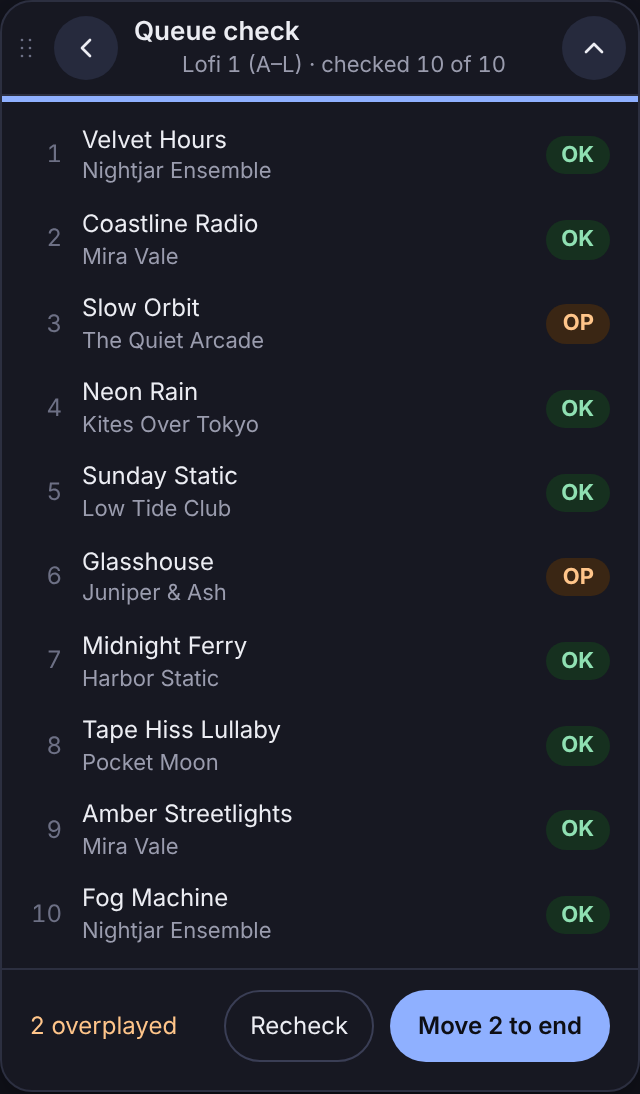 Queue check
Lofi 1 (A–L) · checked 10 of 10
1
Velvet Hours
Nightjar Ensemble
OK
2
Coastline Radio
Mira Vale
OK
3
Slow Orbit
The Quiet Arcade
OP
4
Neon Rain
Kites Over Tokyo
OK
5
Sunday Static
Low Tide Club
OK
6
Glasshouse
Juniper & Ash
OP
7
Midnight Ferry
Harbor Static
OK
8
Tape Hiss Lullaby
Pocket Moon
OK
9
Amber Streetlights
Mira Vale
OK
10
Fog Machine
Nightjar Ensemble
OK
2 overplayed
Recheck
Move 2 to end